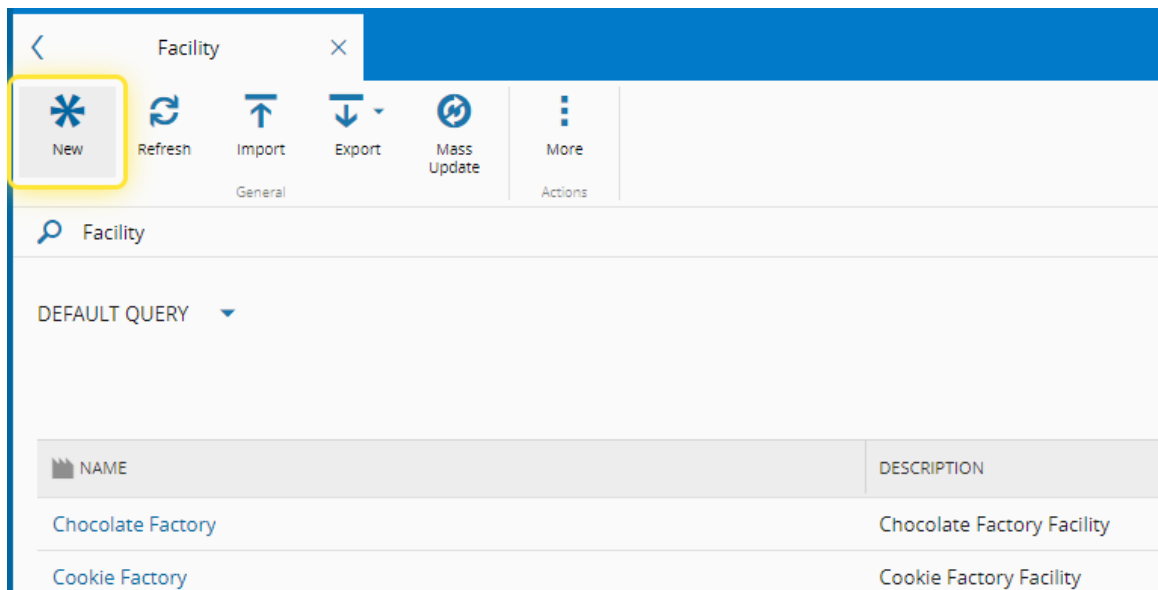 Facility
New
Refresh
Import
Export
Mass
Update
More
General
Actions
Facility
DEFAULT QUERY
NAME
DESCRIPTION
Chocolate Factory
Chocolate Factory Facility
Cookie Factory
Cookie Factory Facility